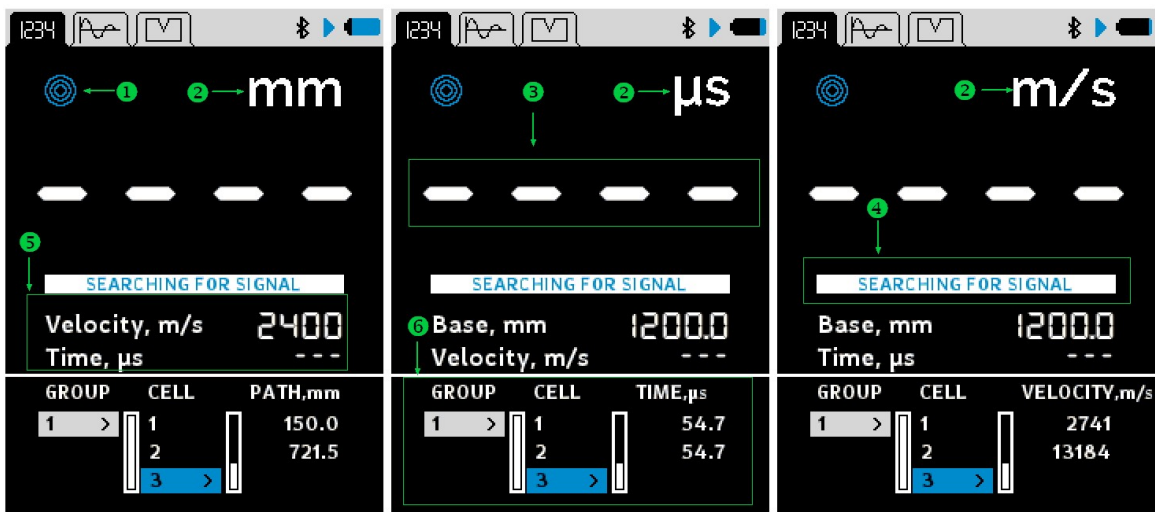 1234
1 2 mm
5
SEARCHING FOR SIGNAL
Velocity, m/s 2400
Time, µs - - -
GROUP CELL PATH,mm
1 > 1 150.0
2 721.5
3 >
1234
3 2 µs
SEARCHING FOR SIGNAL
6 Base, mm 1200.0
Velocity, m/s - - -
GROUP CELL TIME,µs
1 > 1 54.7
2 54.7
3 >
1234
2 m/s
4
SEARCHING FOR SIGNAL
Base, mm 1200.0
Time, µs - - -
GROUP CELL VELOCITY,m/s
1 > 1 2741
2 13184
3 >